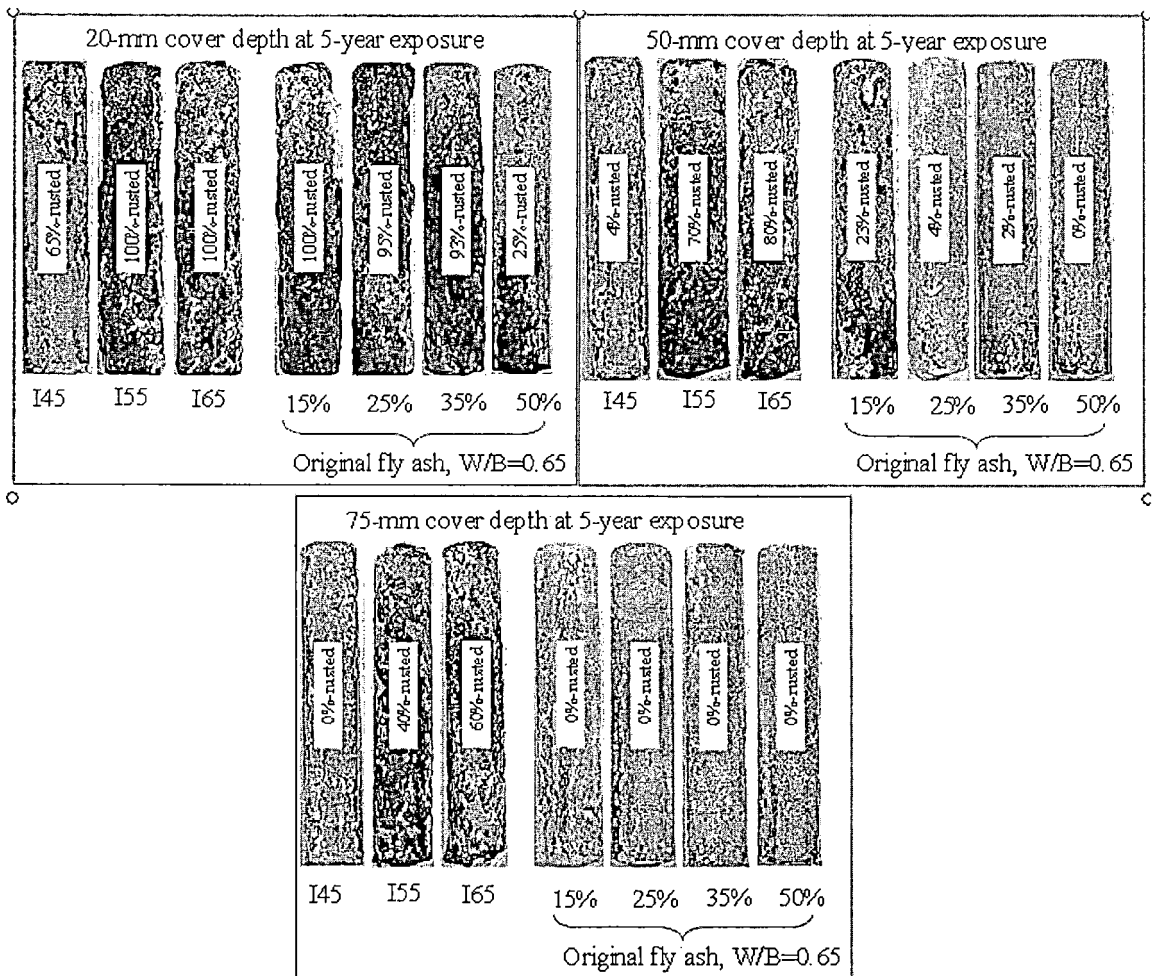 20-mm cover depth at 5-year exposure
65%-rusted
100%-rusted
100%-rusted
100%-rusted
95%-rusted
93%-rusted
25%-rusted
I45 I55 I65 15% 25% 35% 50%
Original fly ash, W/B=0.65
50-mm cover depth at 5-year exposure
4%-rusted
70%-rusted
80%-rusted
23%-rusted
4%-rusted
2%-rusted
0%-rusted
I45 I55 I65 15% 25% 35% 50%
Original fly ash, W/B=0.65
75-mm cover depth at 5-year exposure
0%-rusted
40%-rusted
60%-rusted
0%-rusted
0%-rusted
0%-rusted
0%-rusted
I45 I55 I65 15% 25% 35% 50%
Original fly ash, W/B=0.65